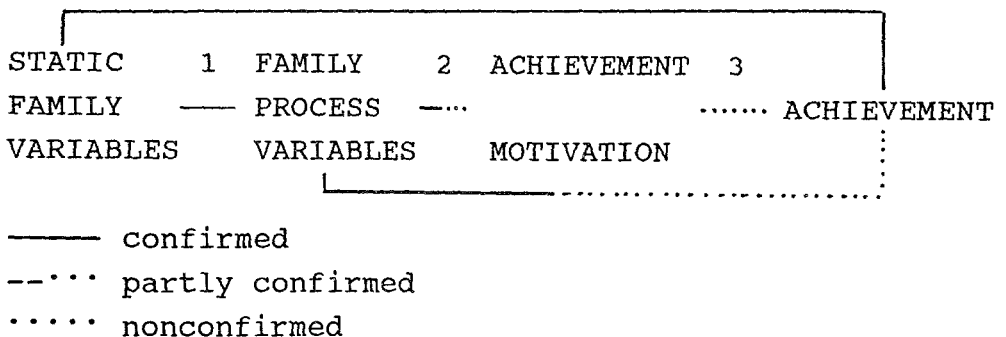 STATIC 1 FAMILY 2 ACHIEVEMENT 3
FAMILY PROCESS ACHIEVEMENT
VARIABLES VARIABLES MOTIVATION
confirmed
partly confirmed
nonconfirmed